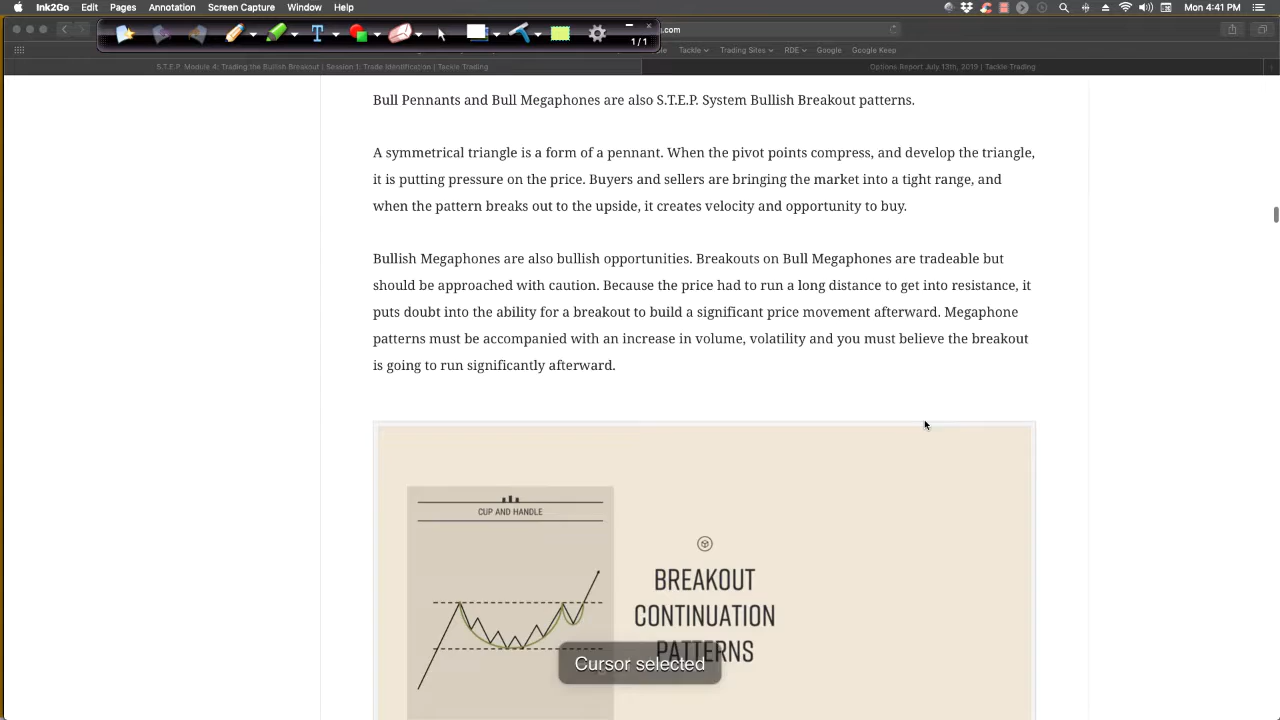 Ink2Go Edit Pages Annotation Screen Capture Window Help
Mon 4:41 PM
.com
1/1
Tackle Trading Sites RDE Google Google Keep
S.T.E.P. Module 4: Trading the Bullish Breakout | Session 1: Trade Identification | Tackle Trading
Options Report July 13th, 2019 | Tackle Trading
Bull Pennants and Bull Megaphones are also S.T.E.P. System Bullish Breakout patterns.
A symmetrical triangle is a form of a pennant. When the pivot points compress, and develop the triangle,
it is putting pressure on the price. Buyers and sellers are bringing the market into a tight range, and
when the pattern breaks out to the upside, it creates velocity and opportunity to buy.
Bullish Megaphones are also bullish opportunities. Breakouts on Bull Megaphones are tradeable but
should be approached with caution. Because the price had to run a long distance to get into resistance, it
puts doubt into the ability for a breakout to build a significant price movement afterward. Megaphone
patterns must be accompanied with an increase in volume, volatility and you must believe the breakout
is going to run significantly afterward.
CUP AND HANDLE
BREAKOUT
CONTINUATION
PATTERNS
Cursor selected